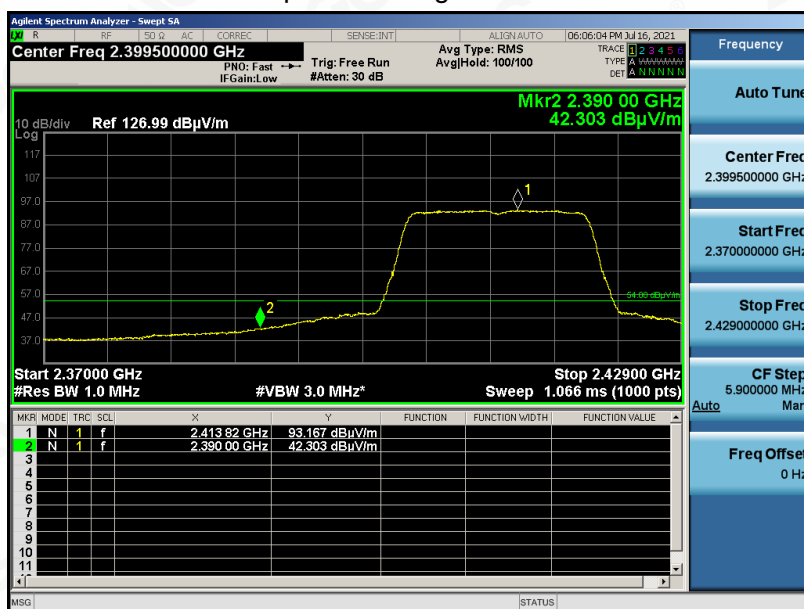 Agilent Spectrum Analyzer - Swept SA
LXI R RF 50 Ω AC CORREC SENSE:INT ALIGN AUTO 06:06:04 PM Jul 16, 2021
Center Freq 2.399500000 GHz
PNO: Fast
IFGain:Low
Trig: Free Run
#Atten: 30 dB
Avg Type: RMS
Avg|Hold: 100/100
TRACE 1 2 3 4 5 6
TYPE A WWWWW
DET A N N N N N
Mkr2 2.390 00 GHz
42.303 dBµV/m
10 dB/div Ref 126.99 dBµV/m
Log
117
107
97.0
87.0
77.0
67.0
57.0
47.0
37.0
1
2
54.00 dBµV/m
Start 2.37000 GHz Stop 2.42900 GHz
#Res BW 1.0 MHz #VBW 3.0 MHz* Sweep 1.066 ms (1000 pts)
MKR MODE TRC SCL X Y FUNCTION FUNCTION WIDTH FUNCTION VALUE
1 N 1 f 2.413 82 GHz 93.167 dBµV/m
2 N 1 f 2.390 00 GHz 42.303 dBµV/m
3
4
5
6
7
8
9
10
11
MSG STATUS
Frequency
Auto Tune
Center Freq
2.399500000 GHz
Start Freq
2.370000000 GHz
Stop Freq
2.429000000 GHz
CF Step
5.900000 MHz
Auto Man
Freq Offset
0 Hz